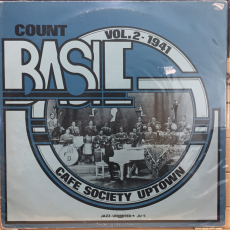 COUNT
BASIE
VOL. 2 - 1941
CAFE SOCIETY UPTOWN